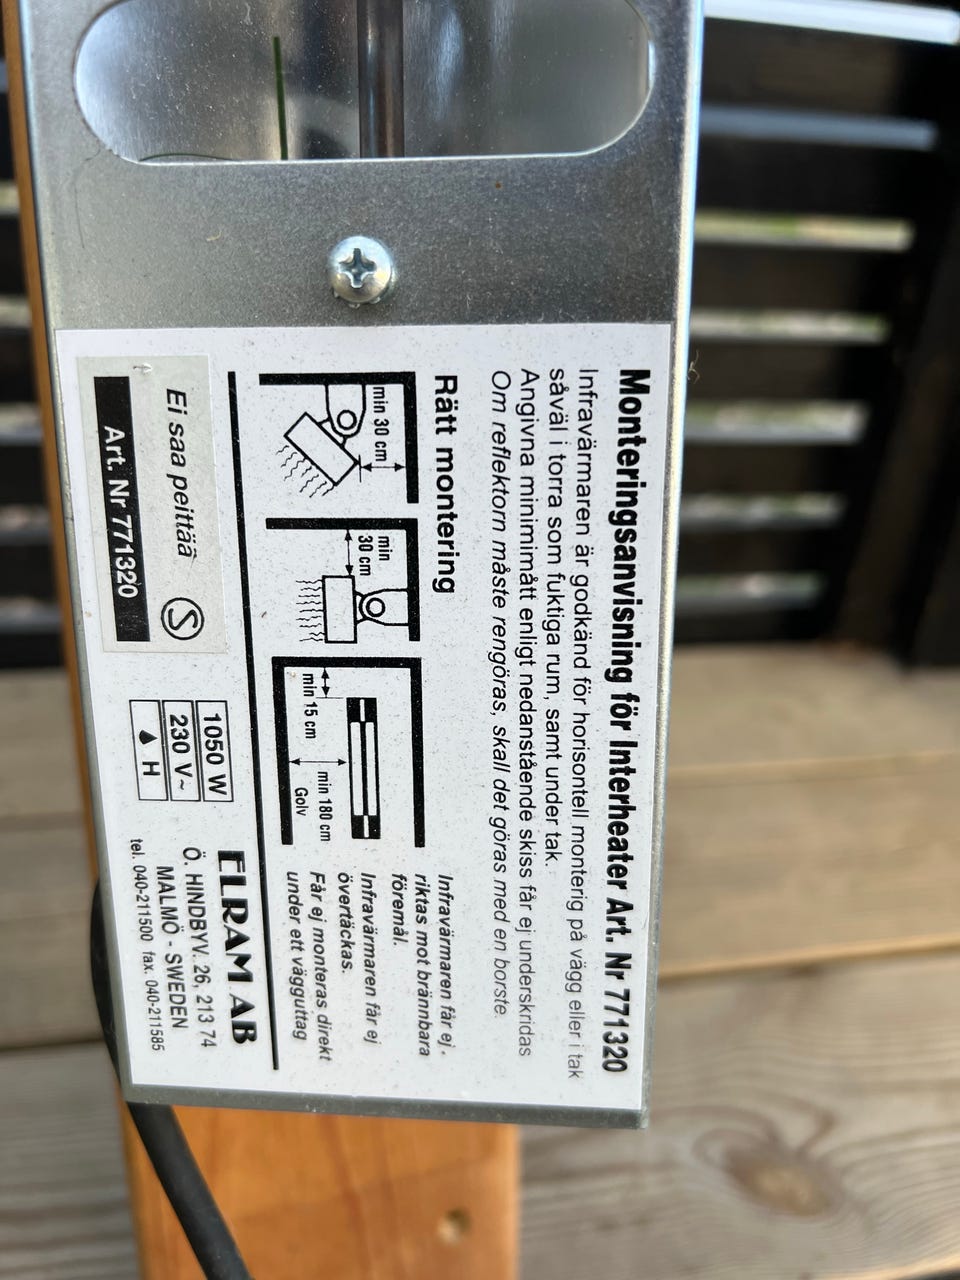 Monteringsanvisning för Interheater Art. Nr 771320
Infravärmaren är godkänd för horisontell monterig på vägg eller i tak
såväl i torra som fuktiga rum, samt under tak.
Angivna minimimått enligt nedanstående skiss får ej underskridas
Om reflektorn måste rengöras, skall det göras med en borste.
Rätt montering
min 30 cm
min
30 cm
min 15 cm
min 180 cm
Golv
Infravärmaren får ej
riktas mot brännbara
föremål.
Infravärmaren får ej
övertäckas.
Får ej monteras direkt
under ett vägguttag
Ei saa peittää
S
Art. Nr 771320
1050 W
230 V~
H
ELRAM AB
Ö. HINDBYV. 26, 213 74
MALMÖ - SWEDEN
tel. 040-211500 fax. 040-211585